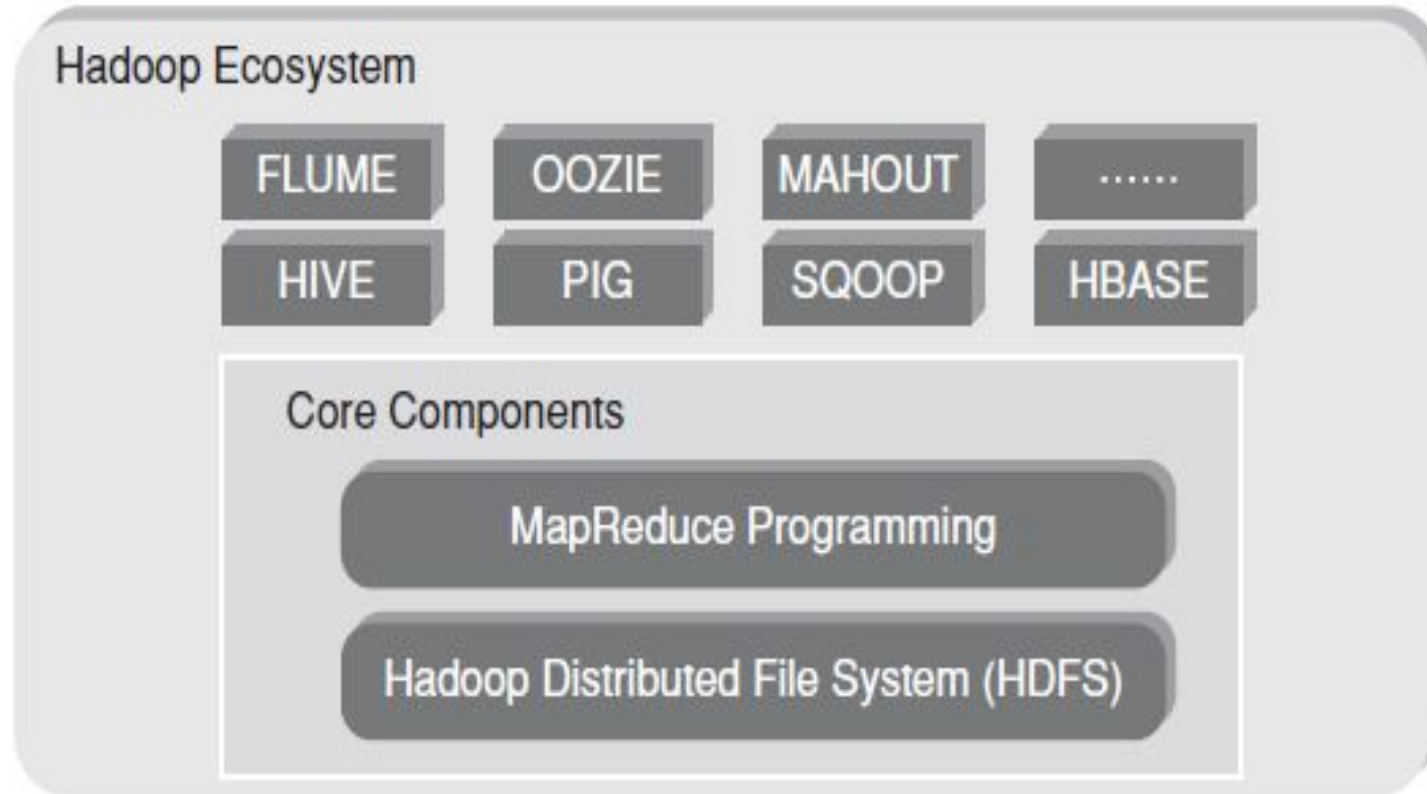 Hadoop Ecosystem
FLUME OOZIE MAHOUT ......
HIVE PIG SQOOP HBASE
Core Components
MapReduce Programming
Hadoop Distributed File System (HDFS)